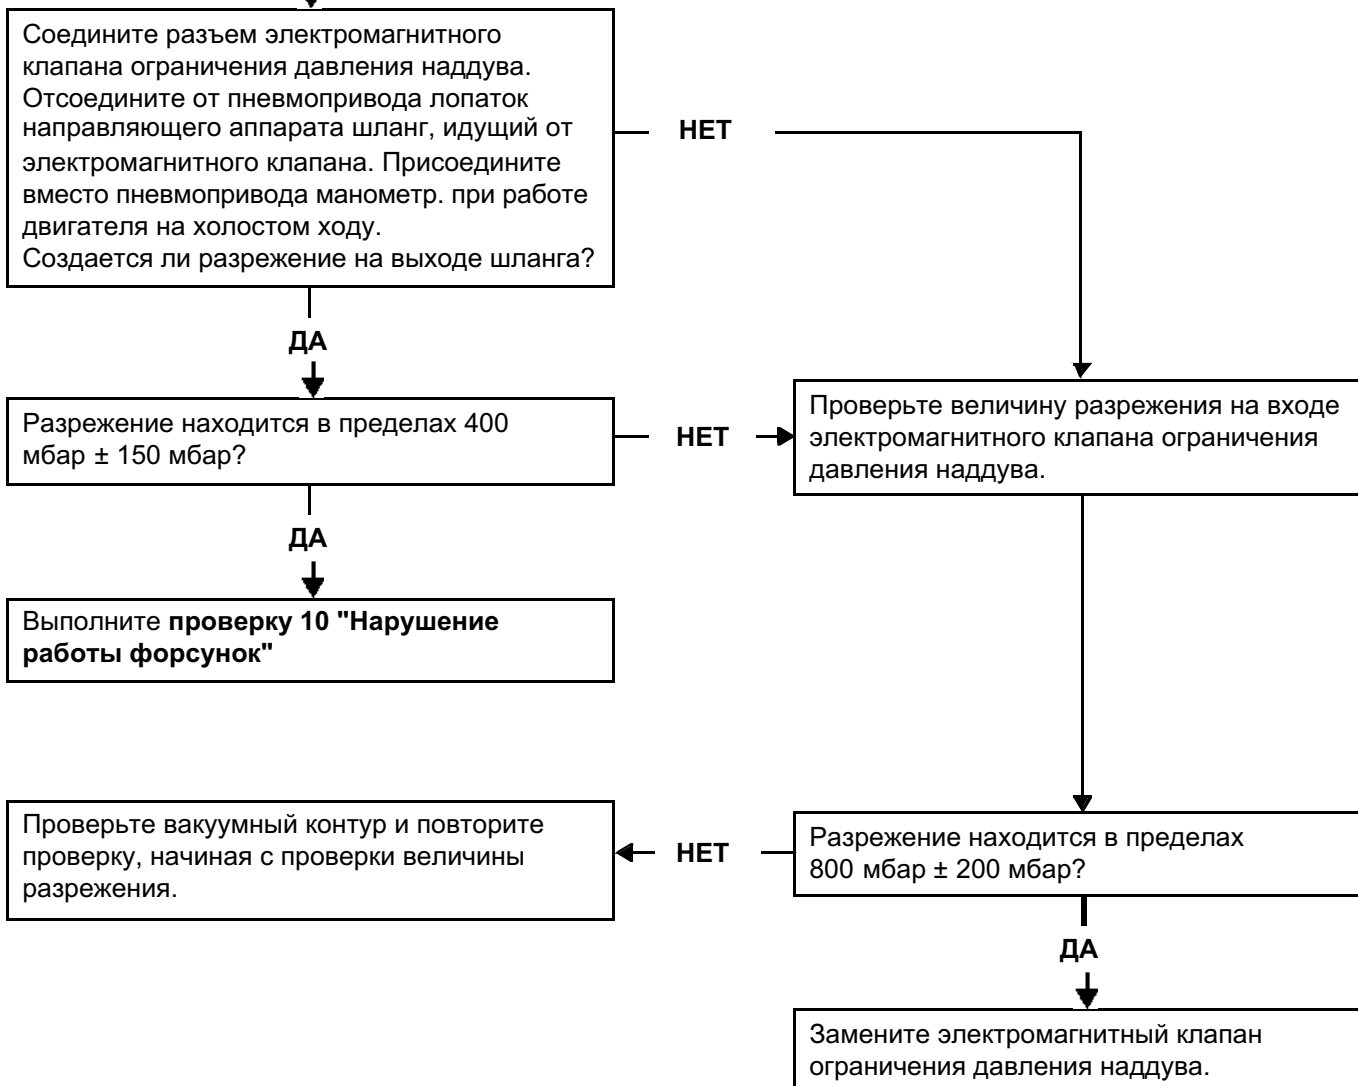 Соедините разъем электромагнитного
клапана ограничения давления наддува.
Отсоедините от пневмопривода лопаток
направляющего аппарата шланг, идущий от
электромагнитного клапана. Присоедините
вместо пневмопривода манометр. при работе
двигателя на холостом ходу.
Создается ли разрежение на выходе шланга?
НЕТ
ДА
Разрежение находится в пределах 400
мбар ± 150 мбар?
НЕТ
Проверьте величину разрежения на входе
электромагнитного клапана ограничения
давления наддува.
ДА
Выполните проверку 10 "Нарушение
работы форсунок"
Проверьте вакуумный контур и повторите
проверку, начиная с проверки величины
разрежения.
НЕТ
Разрежение находится в пределах
800 мбар ± 200 мбар?
ДА
Замените электромагнитный клапан
ограничения давления наддува.